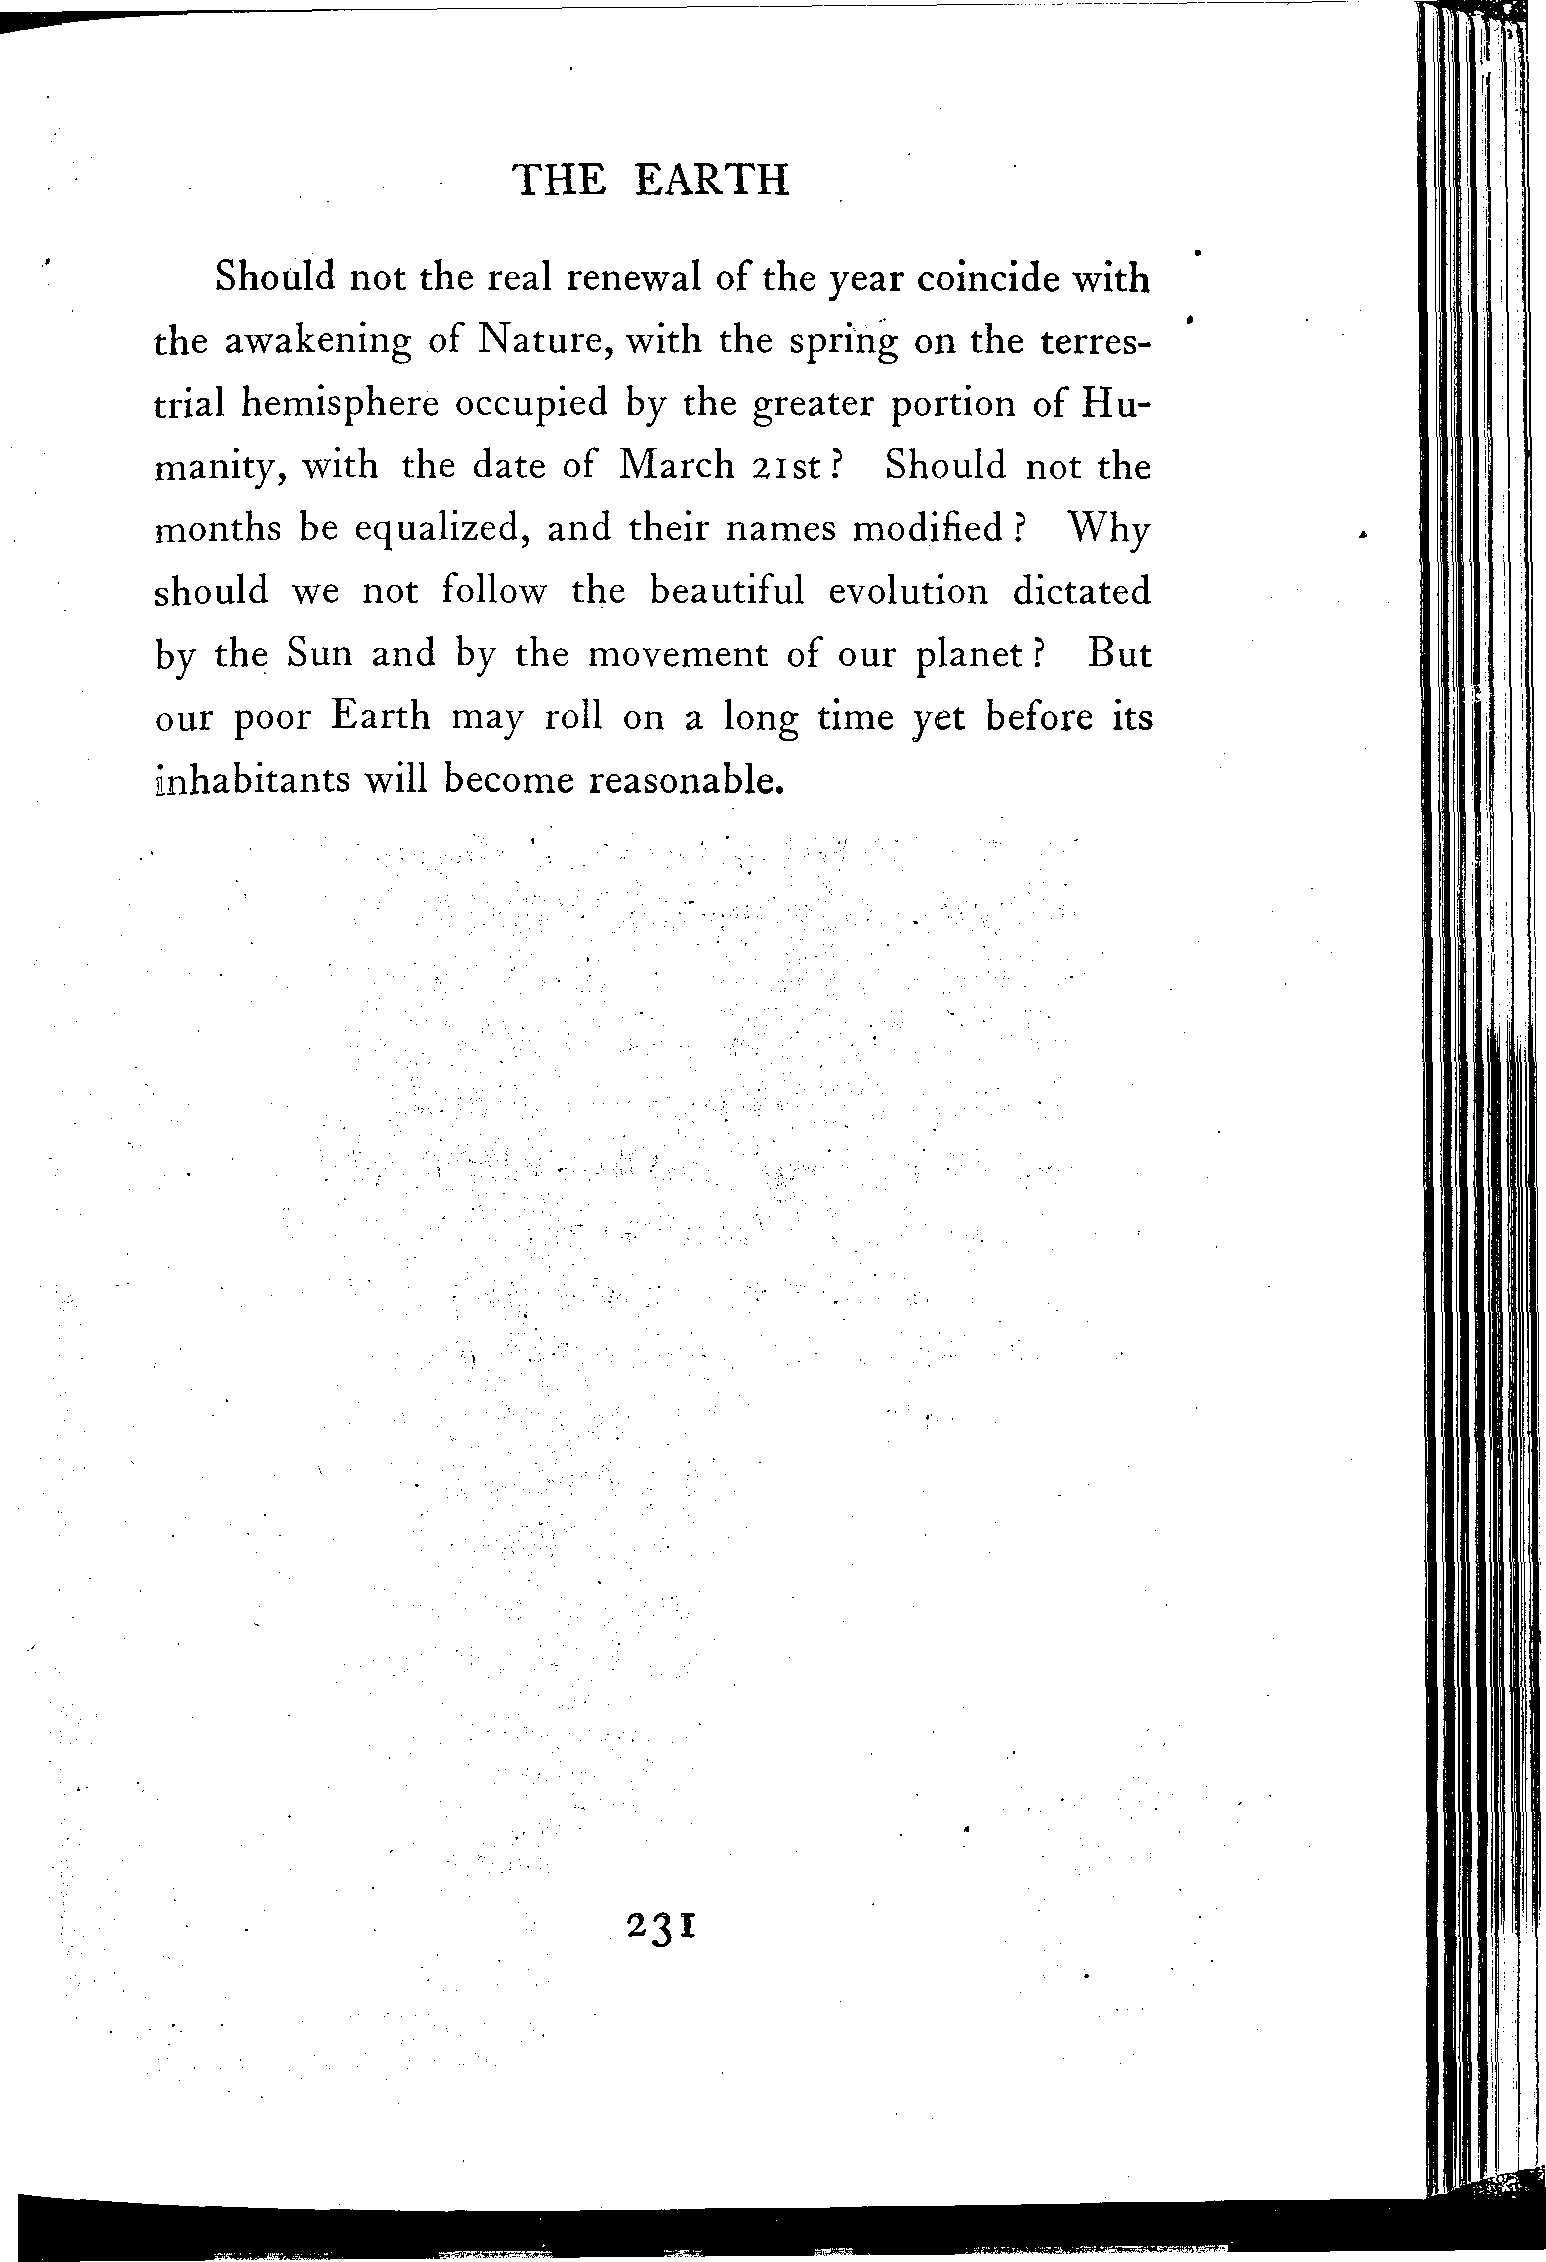 THE EARTH
Should not the real renewal of the year coincide with
the awakening of Nature, with the spring on the terres-
trial hemisphere occupied by the greater portion of Hu-
manity, with the date of March 21st ? Should not the
months be equalized, and their names modified ? Why
should we not follow the beautiful evolution dictated
by the Sun and by the movement of our planet ? But
our poor Earth may roll on a long time yet before its
inhabitants will become reasonable.
231